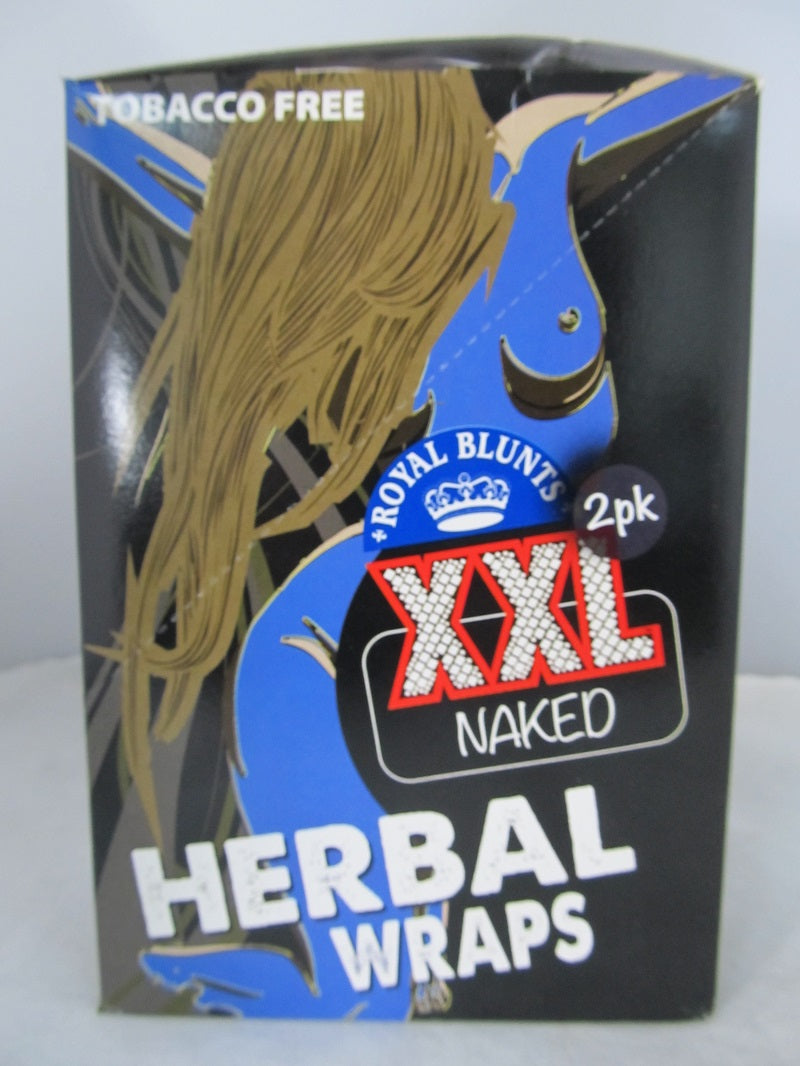 TOBACCO FREE
ROYAL BLUNTS
2pk
XXL
NAKED
HERBAL
WRAPS